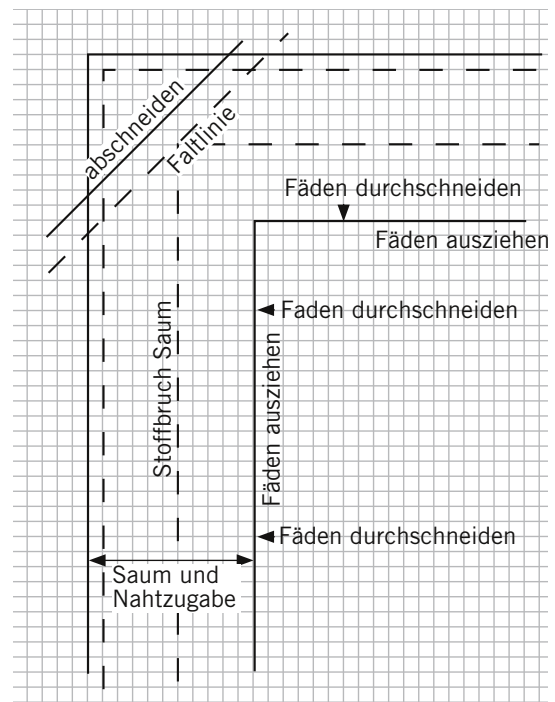 abschneiden
Faltlinie
Fäden durchschneiden
Fäden ausziehen
Faden durchschneiden
Stoffbruch Saum
Fäden ausziehen
Fäden durchschneiden
Saum und
Nahtzugabe